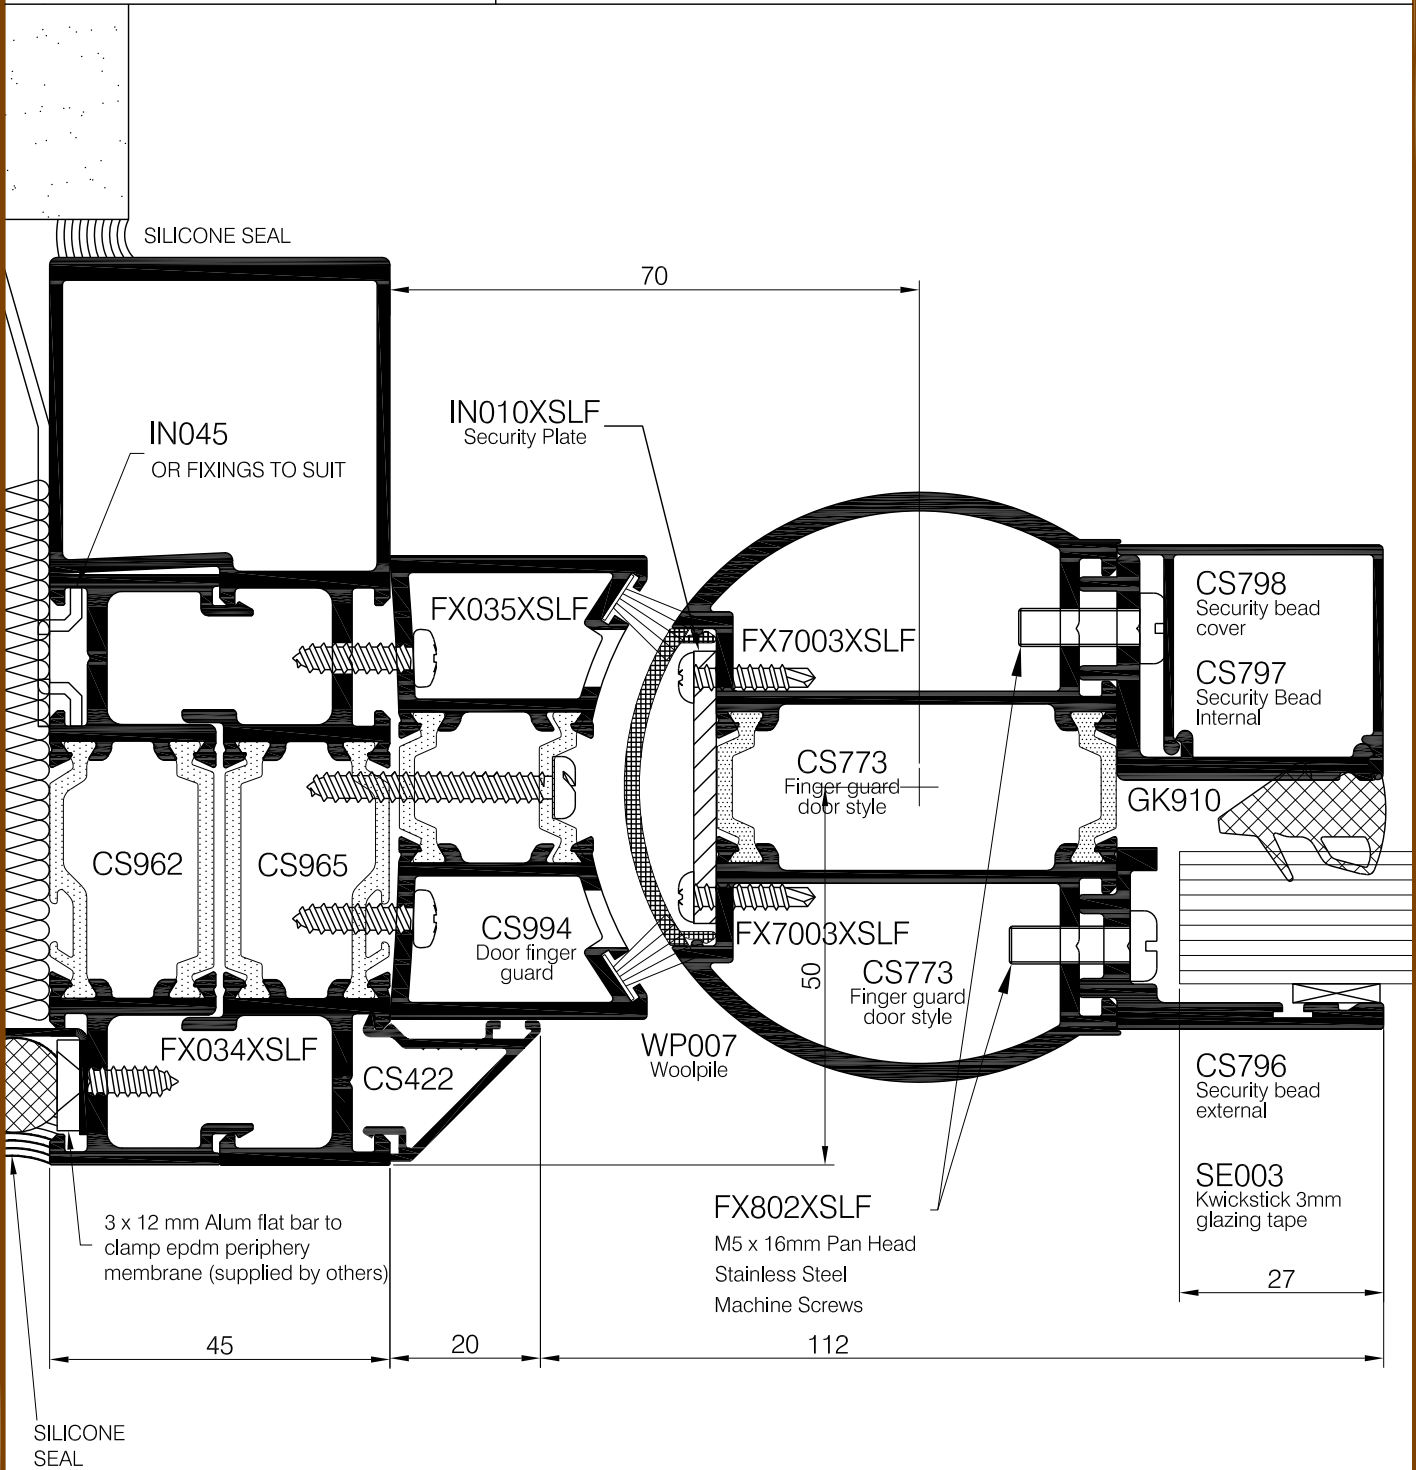 SILICONE SEAL
70
IN045
OR FIXINGS TO SUIT
IN010XSLF
Security Plate
FX035XSLF
FX7003XSLF
CS798
Security bead
cover
CS797
Security Bead
Internal
CS773
Finger guard
door style
GK910
CS962
CS965
CS994
Door finger
guard
FX7003XSLF
CS773
Finger guard
door style
50
FX034XSLF
CS422
WP007
Woolpile
CS796
Security bead
external
SE003
Kwickstick 3mm
glazing tape
3 x 12 mm Alum flat bar to
clamp epdm periphery
membrane (supplied by others)
FX802XSLF
M5 x 16mm Pan Head
Stainless Steel
Machine Screws
27
45
20
112
SILICONE
SEAL